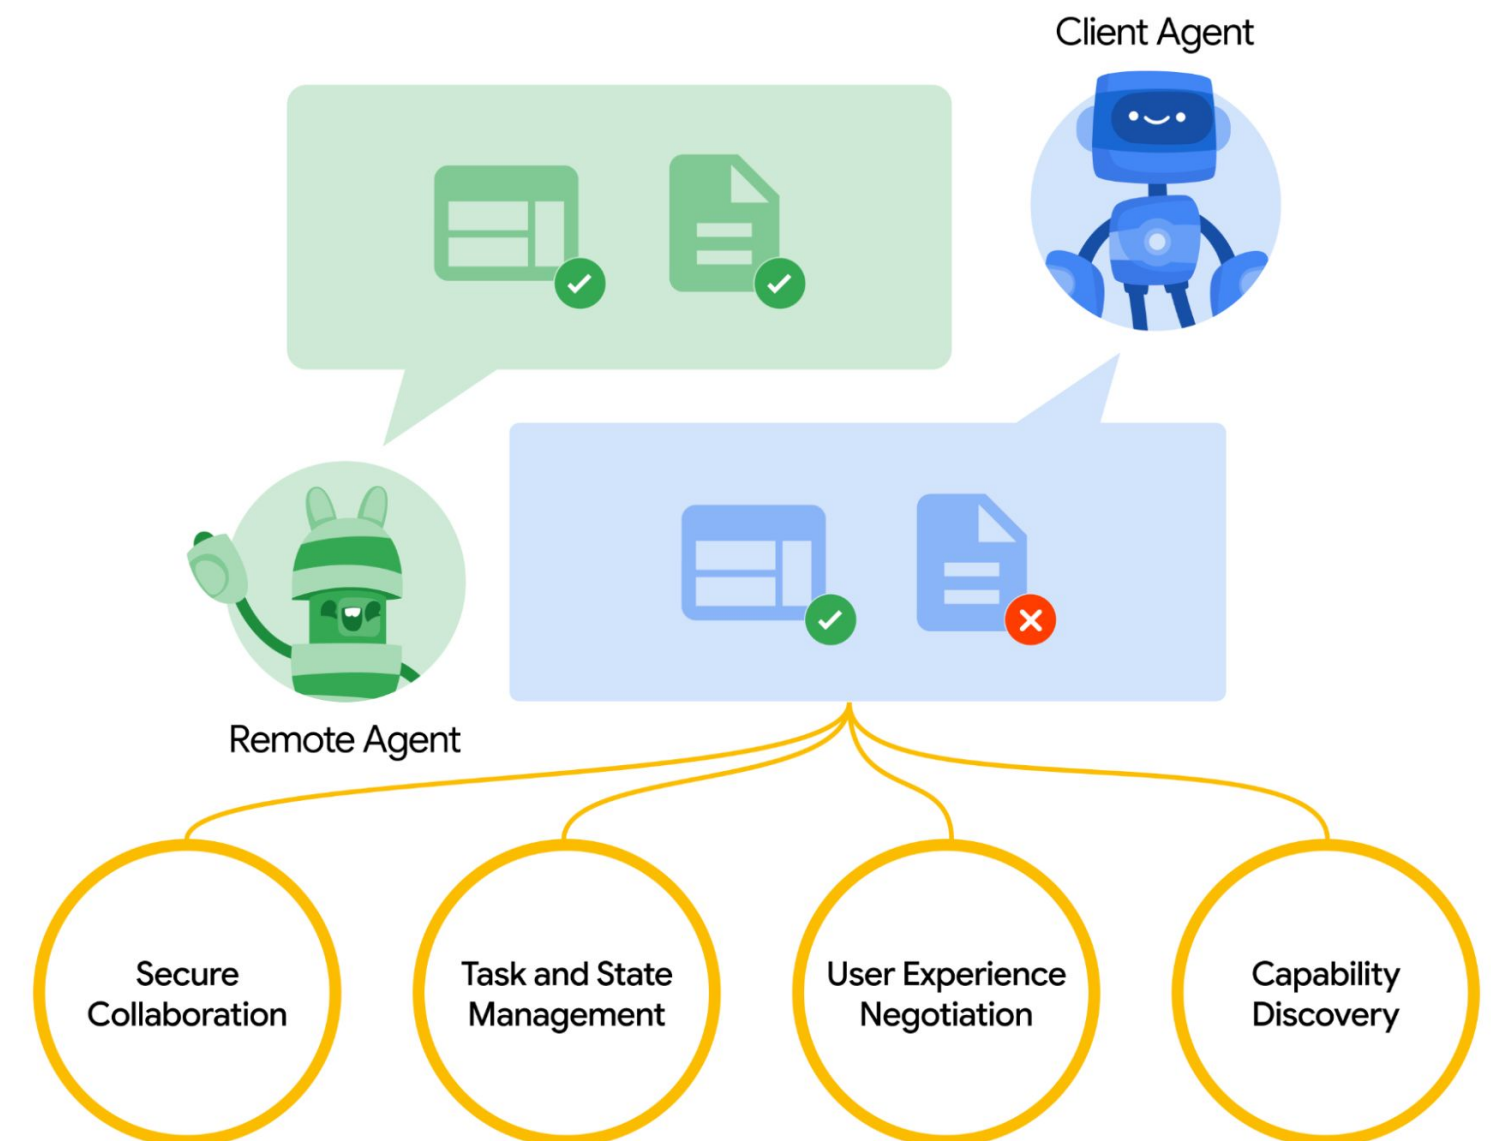 Client Agent
Remote Agent
Secure
Collaboration
Task and State
Management
User Experience
Negotiation
Capability
Discovery